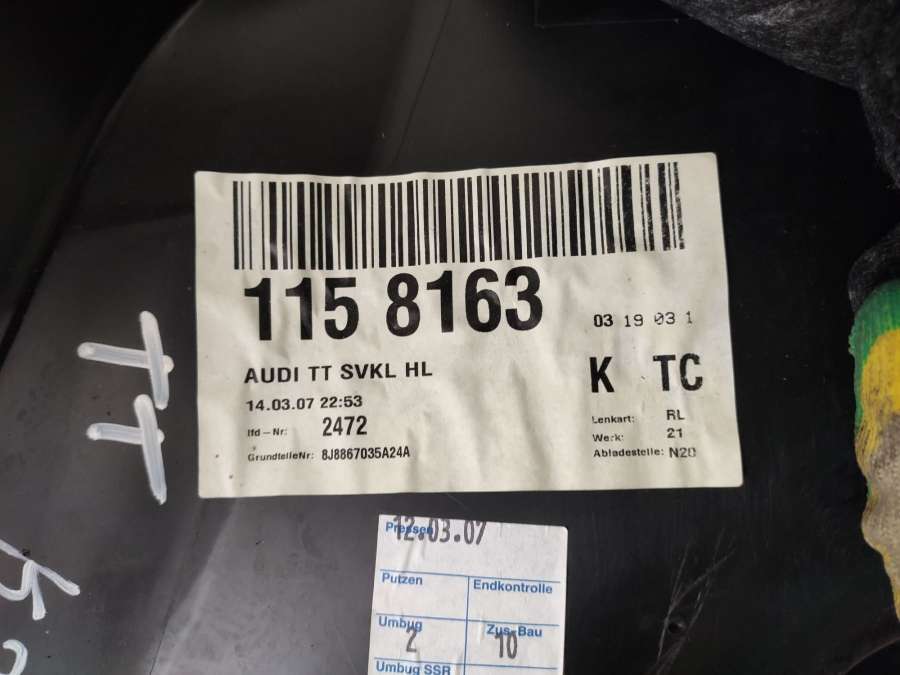 115 8163
03 19 03 1
AUDI TT SVKL HL
K TC
14.03.07 22:53
lfd-Nr: 2472
GrundteileNr: 8J8867035A24A
Lenkart: RL
Werk: 21
Abladestelle: N20
TT
Pressen
12.03.07
Putzen
Endkontrolle
Umbug
2
Zus.-Bau
10
Umbug SSR